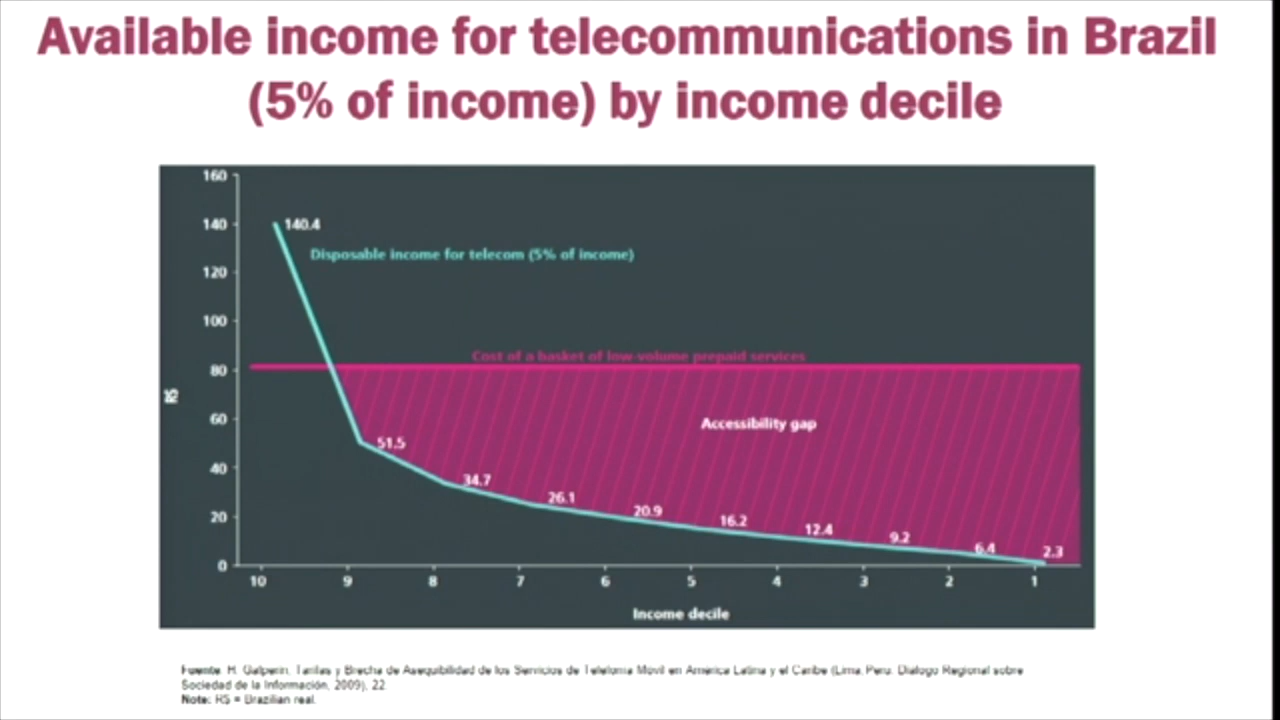 Available income for telecommunications in Brazil
(5% of income) by income decile
160
140
120
100
80
60
40
20
0
R$
140.4
Disposable income for telecom (5% of income)
Cost of a basket of low-volume prepaid services
Accessibility gap
51.5
34.7
26.1
20.9
16.2
12.4
9.2
6.4
2.3
10 9 8 7 6 5 4 3 2 1
Income decile
Fuente: H. Galperin, Tarifas y Brecha de Asequibilidad de los Servicios de Telefonía Móvil en América Latina y el Caribe (Lima, Peru: Diálogo Regional sobre
Sociedad de la Información, 2009), 22
Note: R$ = Brazilian real.